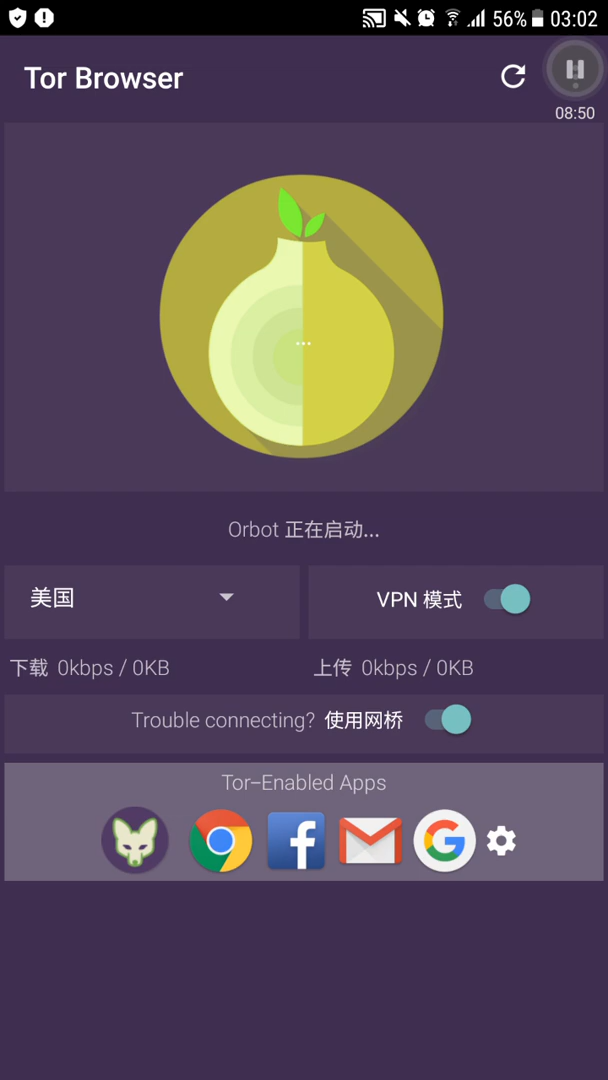 56% 03:02
Tor Browser
08:50
Orbot 正在启动...
美国
VPN 模式
下载 0kbps / 0KB
上传 0kbps / 0KB
Trouble connecting? 使用网桥
Tor-Enabled Apps